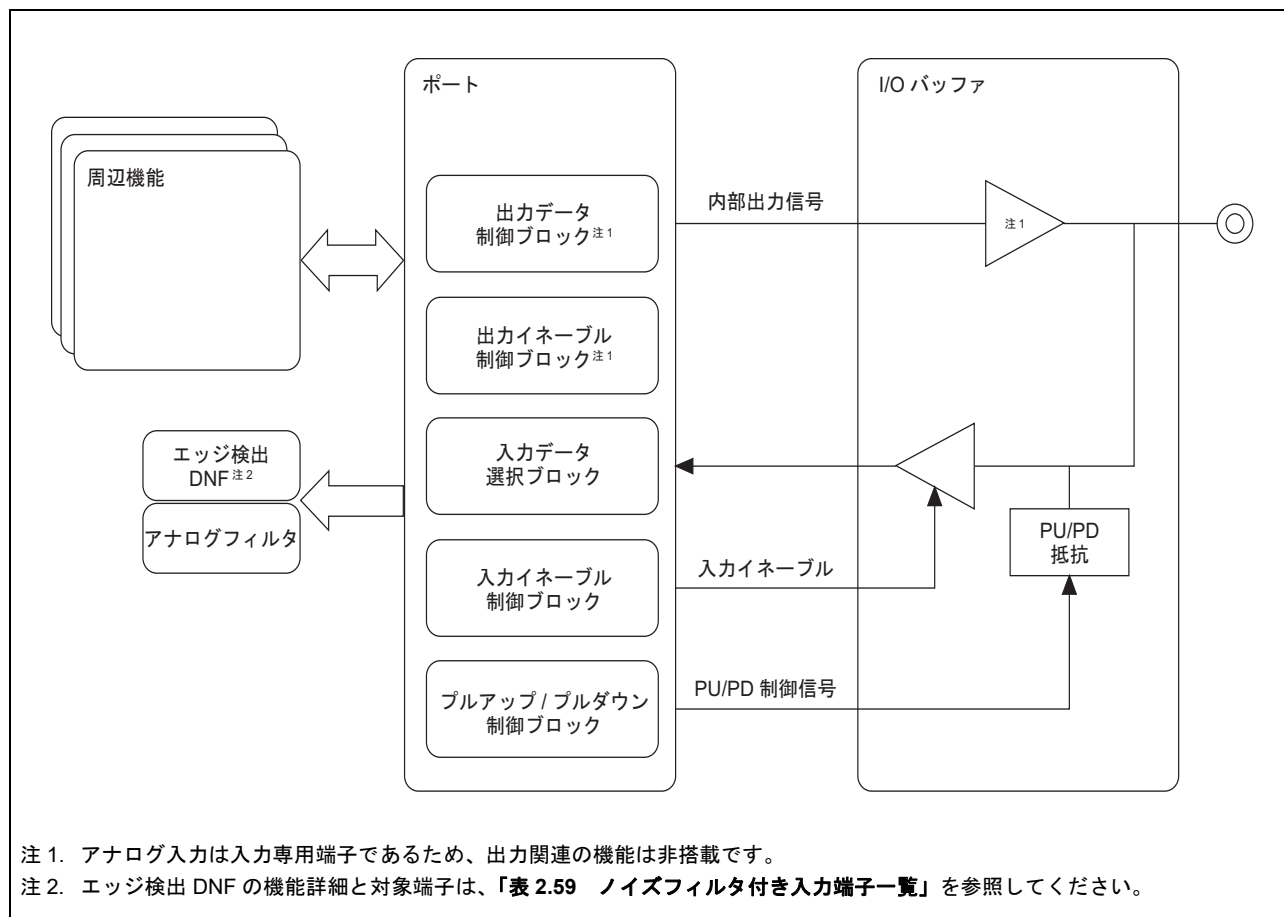 ポート
I/O バッファ
周辺機能
出力データ
制御ブロック注1
内部出力信号
注1
出力イネーブル
制御ブロック注1
エッジ検出
DNF注2
アナログフィルタ
入力データ
選択ブロック
PU/PD
抵抗
入力イネーブル
制御ブロック
入力イネーブル
プルアップ / プルダウン
制御ブロック
PU/PD 制御信号
注 1. アナログ入力は入力専用端子であるため、出力関連の機能は非搭載です。
注 2. エッジ検出 DNF の機能詳細と対象端子は、「表 2.59 ノイズフィルタ付き入力端子一覧」を参照してください。